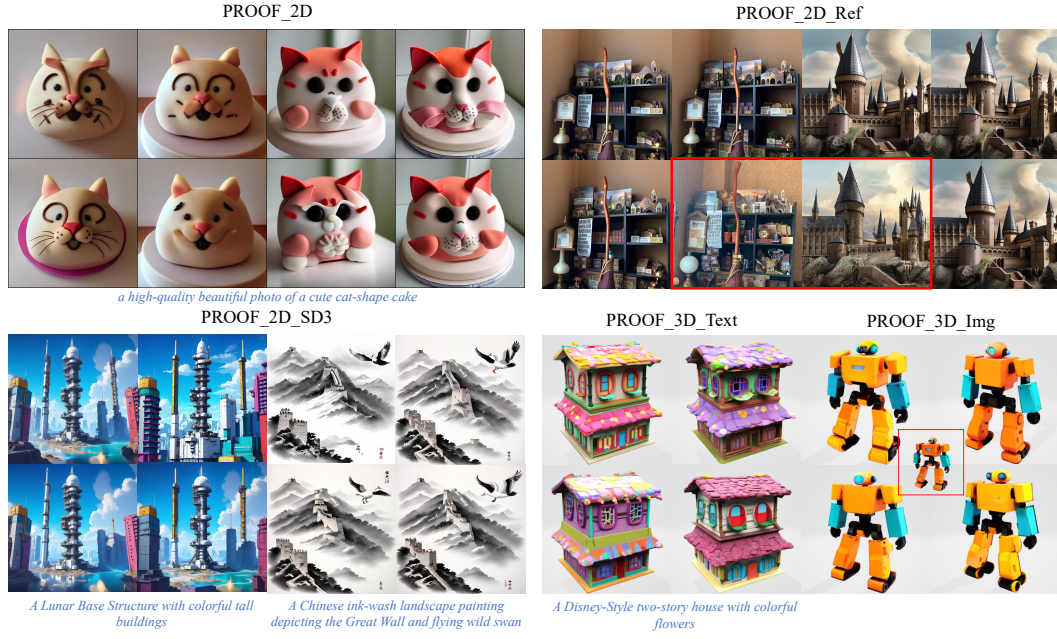 PROOF_2D
PROOF_2D_Ref
a high-quality beautiful photo of a cute cat-shape cake
PROOF_2D_SD3
PROOF_3D_Text
PROOF_3D_Img
A Lunar Base Structure with colorful tall
buildings
A Chinese ink-wash landscape painting
depicting the Great Wall and flying wild swan
A Disney-Style two-story house with colorful
flowers